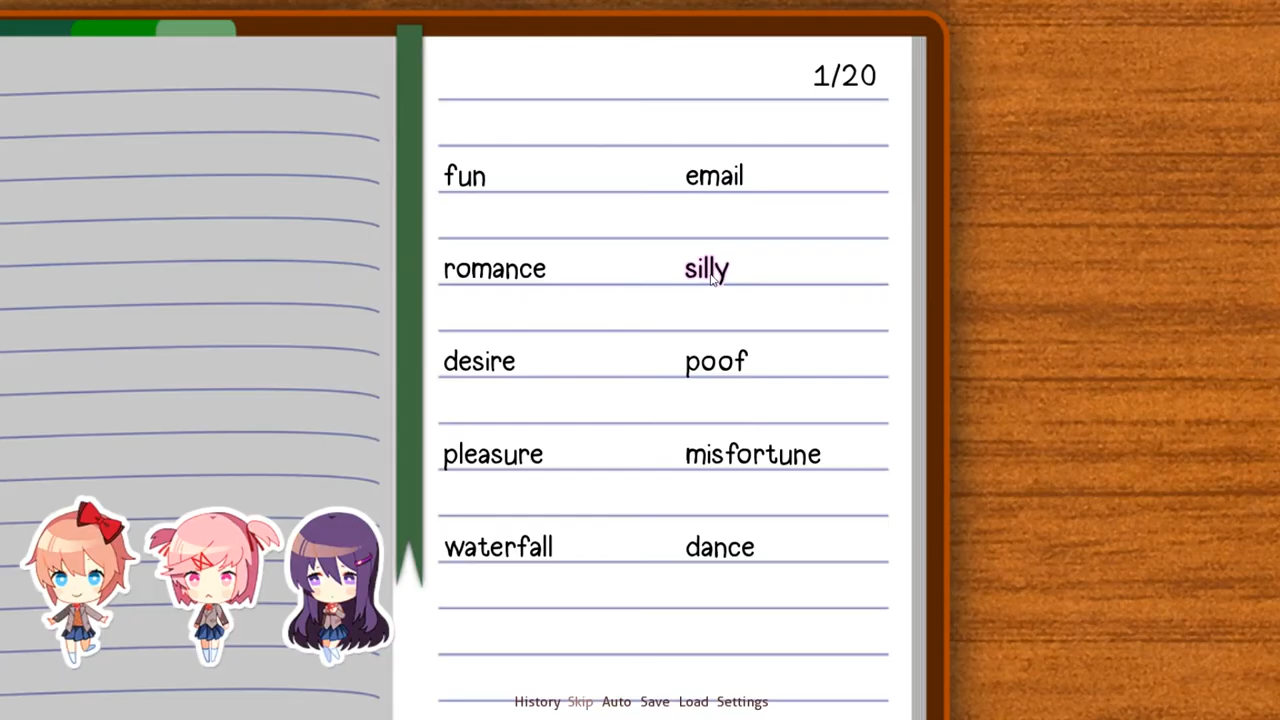 1/20
fun email
romance silly
desire poof
pleasure misfortune
waterfall dance
History Skip Auto Save Load Settings